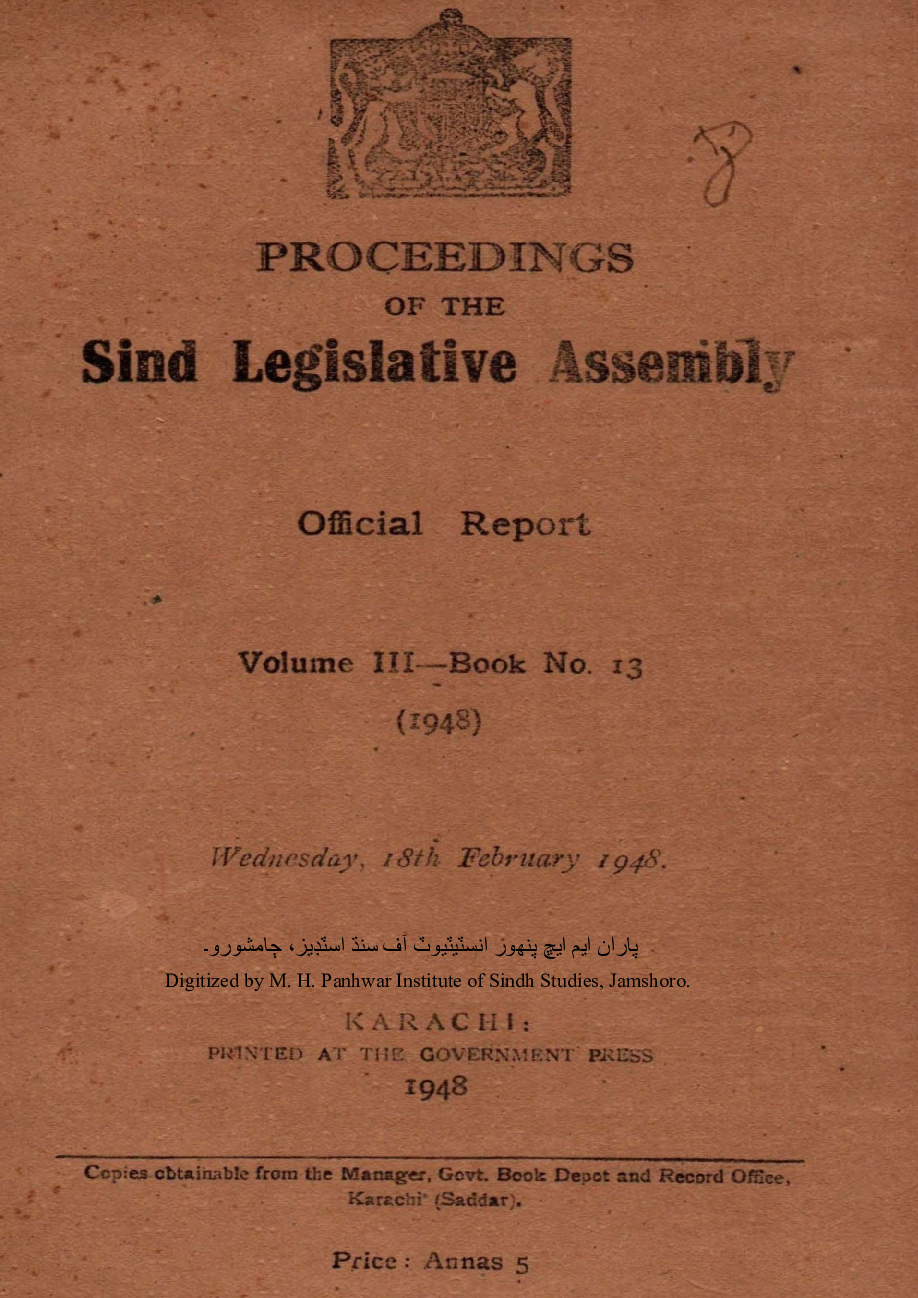 PROCEEDINGS
OF THE
Sind Legislative Assembly
Official Report
Volume III—Book No. 13
(1948)
Wednesday, 18th February 1948.
پاران ايم ايڇ پنهور انسٽيٽيوٽ آف سنڌ اسٽڊيز، ڄامشورو۔
Digitized by M. H. Panhwar Institute of Sindh Studies, Jamshoro.
KARACHI:
PRINTED AT THE GOVERNMENT PRESS
1948
Copies obtainable from the Manager, Govt. Book Depot and Record Office,
Karachi (Saddar).
Price: Annas 5